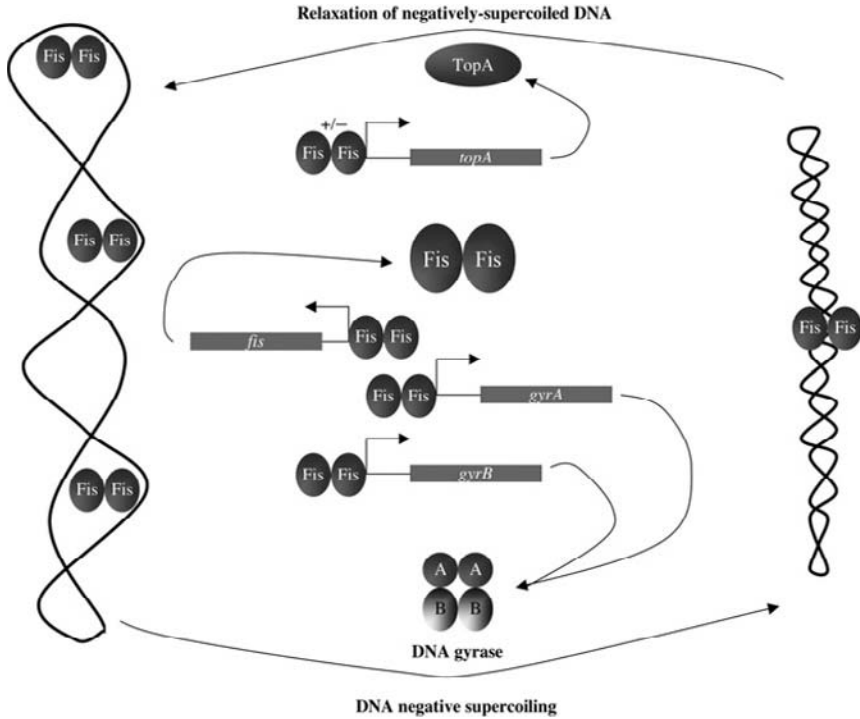 Relaxation of negatively-supercoiled DNA
Fis Fis
TopA
+/−
Fis Fis
topA
Fis Fis
Fis Fis
Fis Fis
fis
Fis Fis
Fis Fis
gyrA
Fis Fis
gyrB
Fis Fis
A A
B B
DNA gyrase
DNA negative supercoiling